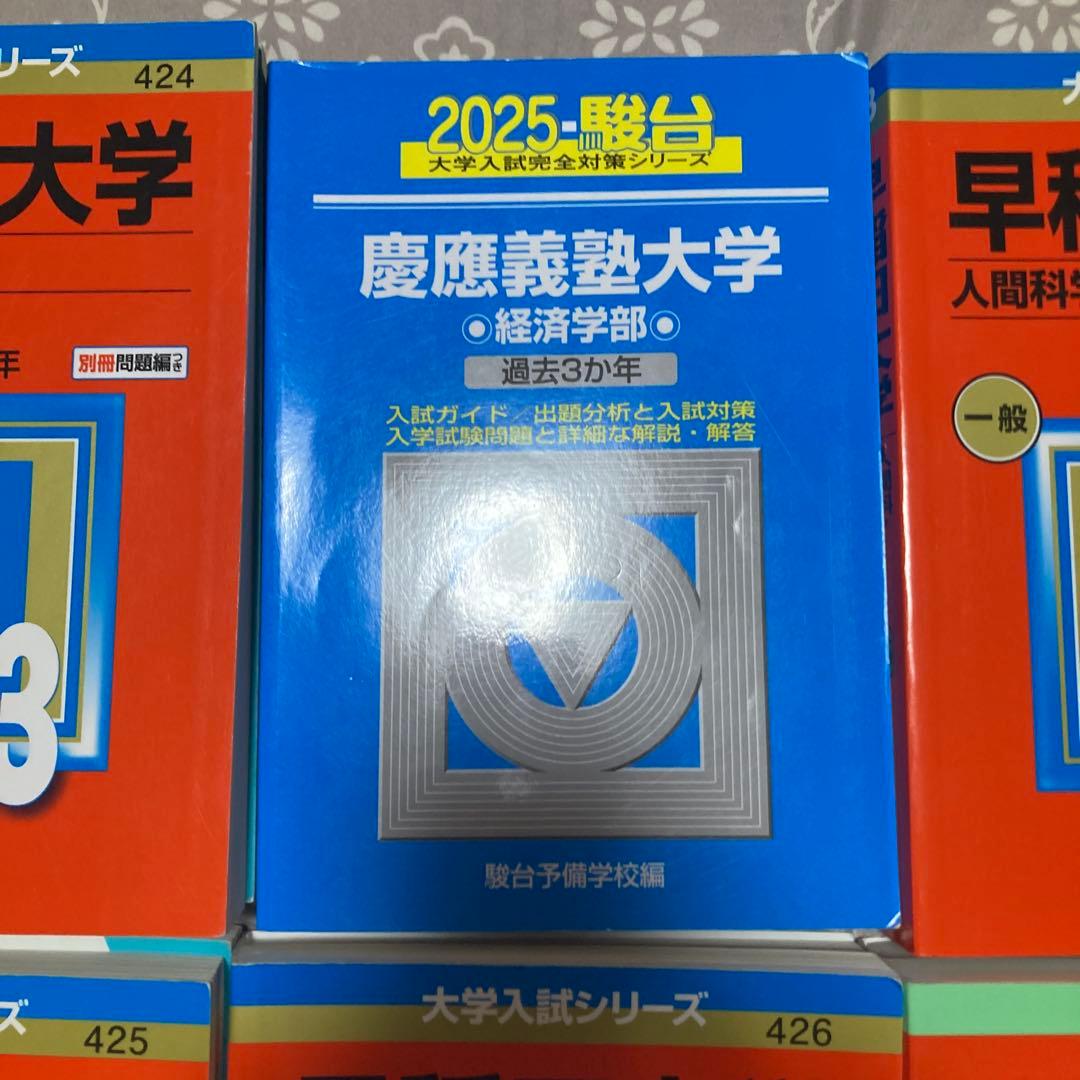 リーズ
424
大学
年
別冊問題編つき
3
2025-駿台
大学入試完全対策シリーズ
慶應義塾大学
経済学部
過去3か年
入試ガイド／出題分析と入試対策
入学試験問題と詳細な解説・解答
駿台予備学校編
早稲
人間科学
一般
ズ
425
大学入試シリーズ
426